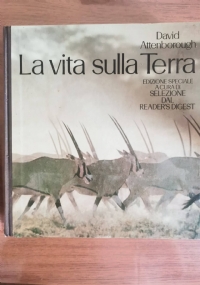 David
Attenborough
La vita sulla Terra
EDIZIONE SPECIALE
A CURA DI
SELEZIONE
DAL
READER'S DIGEST